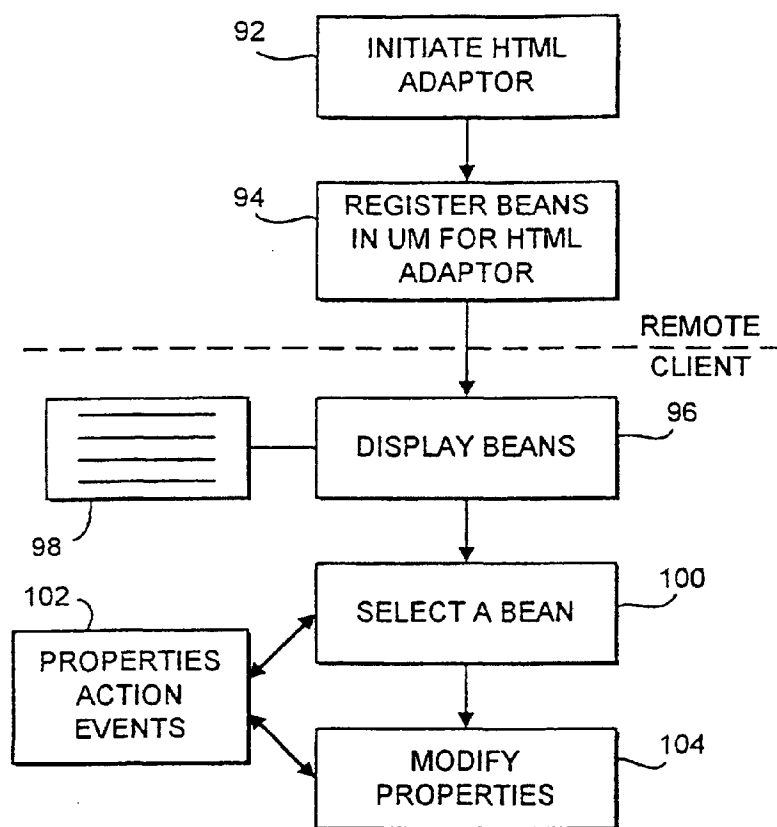 92
INITIATE HTML
ADAPTOR
94
REGISTER BEANS
IN UM FOR HTML
ADAPTOR
REMOTE
CLIENT
96
DISPLAY BEANS
98
100
SELECT A BEAN
102
PROPERTIES
ACTION
EVENTS
104
MODIFY
PROPERTIES